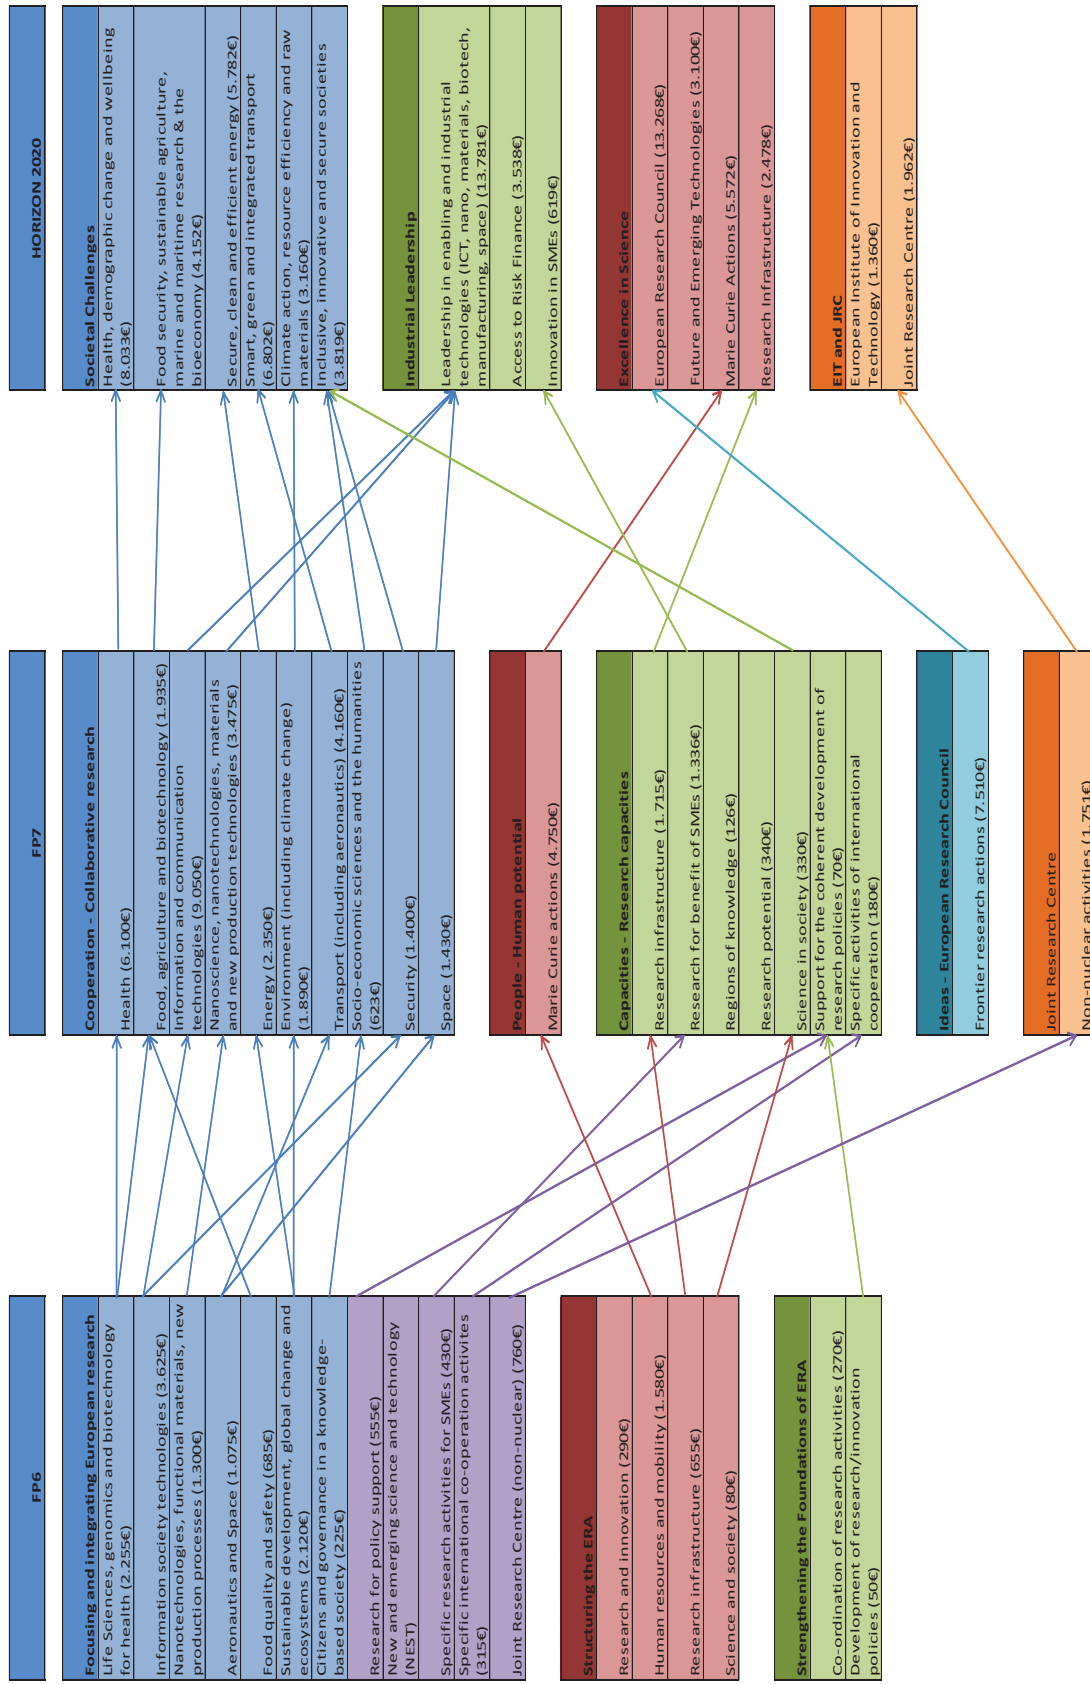 FP6
Focusing and integrating European research
Life Sciences, genomics and biotechnology
for health (2.255€)
Information society technologies (3.625€)
Nanotechnologies, functional materials, new
production processes (1.300€)
Aeronautics and Space (1.075€)
Food quality and safety (685€)
Sustainable development, global change and
ecosystems (2.120€)
Citizens and governance in a knowledge-
based society (225€)
Research for policy support (555€)
New and emerging science and technology
(NEST)
Specific research activities for SMEs (430€)
Specific international co-operation activites
(315€)
Joint Research Centre (non-nuclear) (760€)
Structuring the ERA
Research and innovation (290€)
Human resources and mobility (1.580€)
Research infrastructure (655€)
Science and society (80€)
Strengthening the Foundations of ERA
Co-ordination of research activities (270€)
Development of research/innovation
policies (50€)
FP7
Cooperation - Collaborative research
Health (6.100€)
Food, agriculture and biotechnology (1.935€)
Information and communication
technologies (9.050€)
Nanoscience, nanotechnologies, materials
and new production technologies (3.475€)
Energy (2.350€)
Environment (including climate change)
(1.890€)
Transport (including aeronautics) (4.160€)
Socio-economic sciences and the humanities
(623€)
Security (1.400€)
Space (1.430€)
People - Human potential
Marie Curie actions (4.750€)
Capacities - Research capacities
Research infrastructure (1.715€)
Research for benefit of SMEs (1.336€)
Regions of knowledge (126€)
Research potential (340€)
Science in society (330€)
Support for the coherent development of
research policies (70€)
Specific activities of international
cooperation (180€)
Ideas - European Research Council
Frontier research actions (7.510€)
Joint Research Centre
Non-nuclear activities (1.751€)
HORIZON 2020
Societal Challenges
Health, demographic change and wellbeing
(8.033€)
Food security, sustainable agriculture,
marine and maritime research & the
bioeconomy (4.152€)
Secure, clean and efficient energy (5.782€)
Smart, green and integrated transport
(6.802€)
Climate action, resource efficiency and raw
materials (3.160€)
Inclusive, innovative and secure societies
(3.819€)
Industrial Leadership
Leadership in enabling and industrial
technologies (ICT, nano, materials, biotech,
manufacturing, space) (13.781€)
Access to Risk Finance (3.538€)
Innovation in SMEs (619€)
Excellence in Science
European Research Council (13.268€)
Future and Emerging Technologies (3.100€)
Marie Curie Actions (5.572€)
Research Infrastructure (2.478€)
EIT and JRC
European Institute of Innovation and
Technology (1.360€)
Joint Research Centre (1.962€)